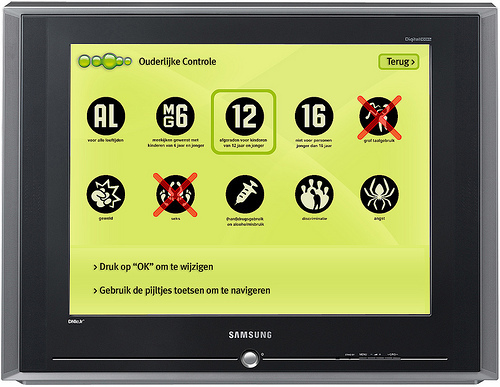 Ouderlijke Controle
Terug >
AL
MG6
12
16
voor alle leeftijden
meekijken gewenst met
kinderen van 6 jaar en jonger
afgeraden voor kinderen
van 12 jaar en jonger
niet voor personen
jonger dan 16 jaar
grof taalgebruik
geweld
seks
(hard)drugsgebruik
en alcoholmisbruik
discriminatie
angst
> Druk op “OK” om te wijzigen
> Gebruik de pijltjes toetsen om te navigeren
SAMSUNG